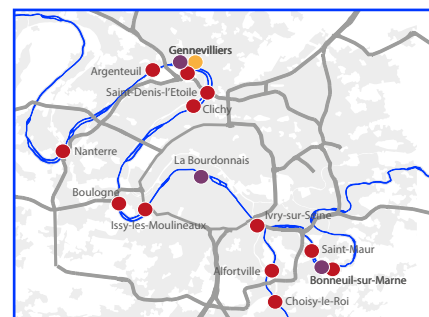 Gennevilliers
Argenteuil
Saint-Denis-l'Etoile
Clichy
Nanterre
La Bourdonnais
Boulogne
Issy-les-Moulineaux
Ivry-sur-Seine
Saint-Maur
Alfortville
Bonneuil-sur-Marne
Choisy-le-Roi